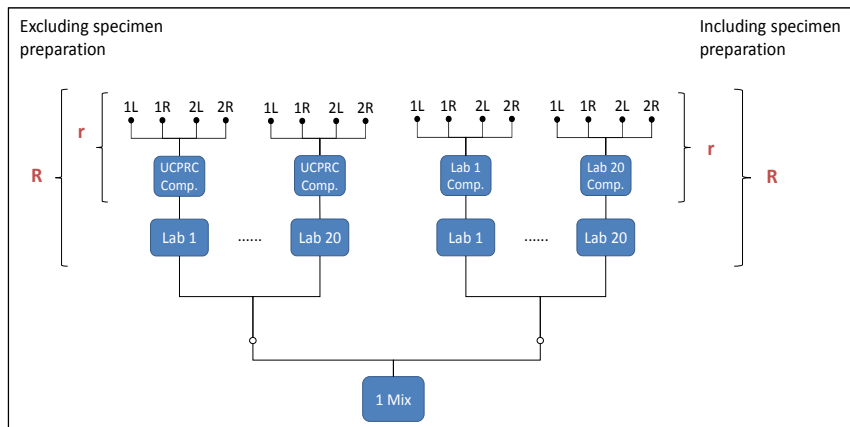 Excluding specimen
preparation
Including specimen
preparation
1L 1R 2L 2R
1L 1R 2L 2R
1L 1R 2L 2R
1L 1R 2L 2R
r
R
r
R
UCPRC
Comp.
UCPRC
Comp.
Lab 1
Comp.
Lab 20
Comp.
Lab 1
......
Lab 20
Lab 1
......
Lab 20
1 Mix